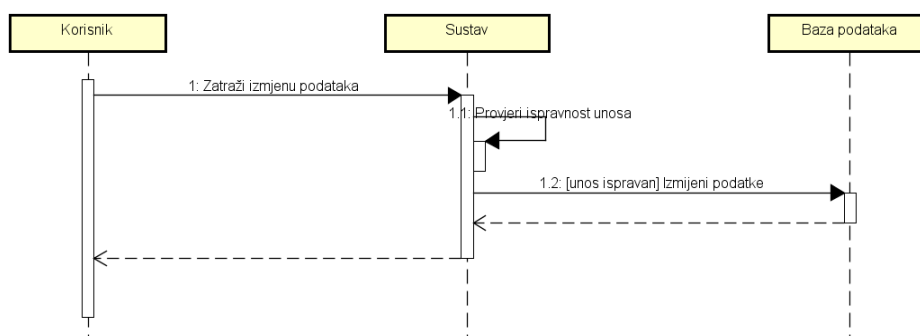 Korisnik
Sustav
Baza podataka
1: Zatraži izmjenu podataka
1.1: Provjeri ispravnost unosa
1.2: [unos ispravan] Izmijeni podatke